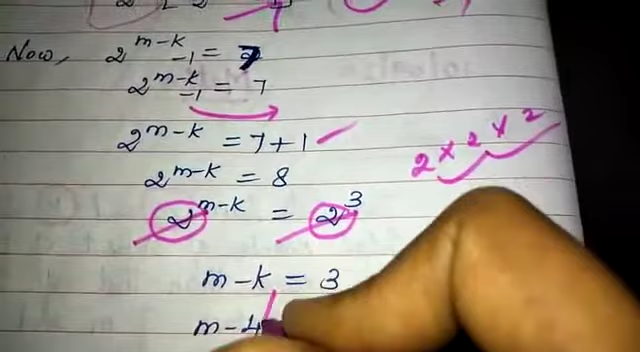 Now, 2^{m-k} -1 = 7
2^{m-k} -1 = 7
2^{m-k} = 7+1
2^{m-k} = 8
2×2×2
2^{m-k} = 2^3
m-k = 3
m-4